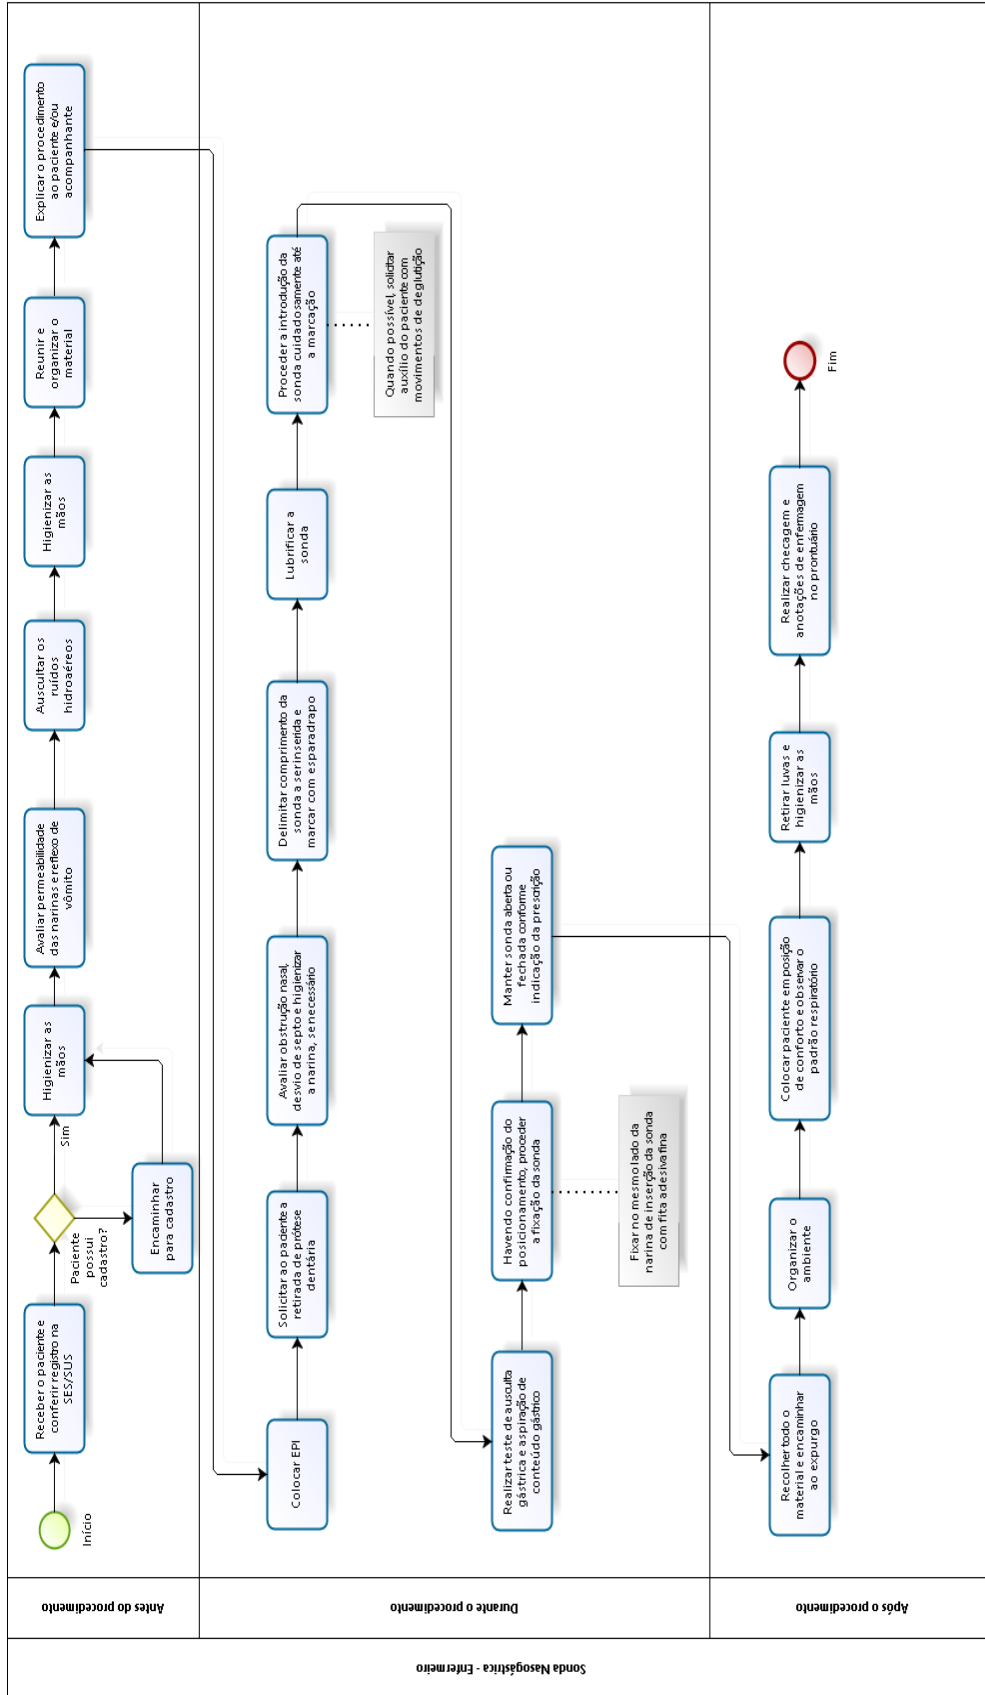 Sonda Nasogástrica - Enfermeiro
Antes do procedimento
Início
Receber o paciente e
conferir registro na
SES/SUS
Paciente
possui
cadastro?
Sim
Encaminhar
para cadastro
Higienizar as
mãos
Avaliar permeabilidade
das narinas e reflexo de
vômito
Auscultar os
ruídos
hidroaéreos
Higienizar as
mãos
Reunir e
organizar o
material
Explicar o procedimento
ao paciente e/ou
acompanhante
Durante o procedimento
Colocar EPI
Solicitar ao paciente a
retirada de prótese
dentária
Avaliar obstrução nasal,
desvio de septo e higienizar
a narina, se necessário
Delimitar comprimento da
sonda a ser inserida e
marcar com esparadrapo
Lubrificar a
sonda
Proceder a introdução da
sonda cuidadosamente até
a marcação
Quando possível, solicitar
auxílio do paciente com
movimentos de deglutição
Realizar teste de ausculta
gástrica e aspiração de
conteúdo gástrico
Havendo confirmação do
posicionamento, proceder
a fixação da sonda
Fixar no mesmo lado da
narina de inserção da sonda
com fita adesiva fina
Manter sonda aberta ou
fechada conforme
indicação da prescrição
Após o procedimento
Recolher todo o
material e encaminhar
ao expurgo
Organizar o
ambiente
Colocar paciente em posição
de conforto e observar o
padrão respiratório
Retirar luvas e
higienizar as
mãos
Realizar checagem e
anotações de enfermagem
no prontuário
Fim